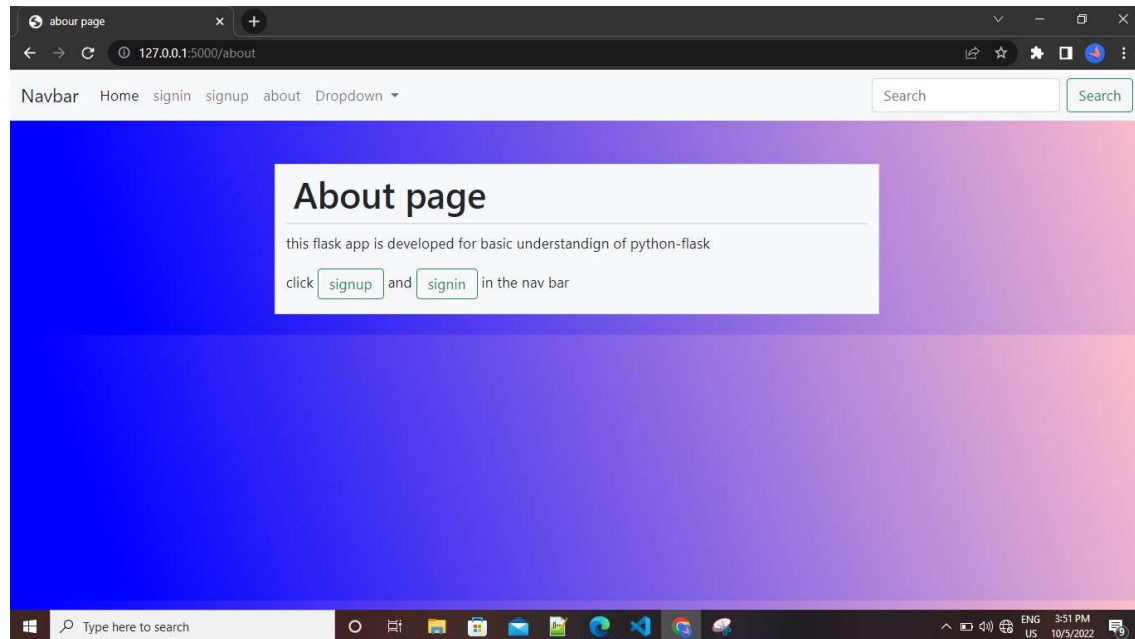 abour page
127.0.0.1:5000/about
Navbar Home signin signup about Dropdown Search Search
About page
this flask app is developed for basic understandign of python-flask
click signup and signin in the nav bar
Type here to search ENG 3:51 PM
US 10/5/2022 9